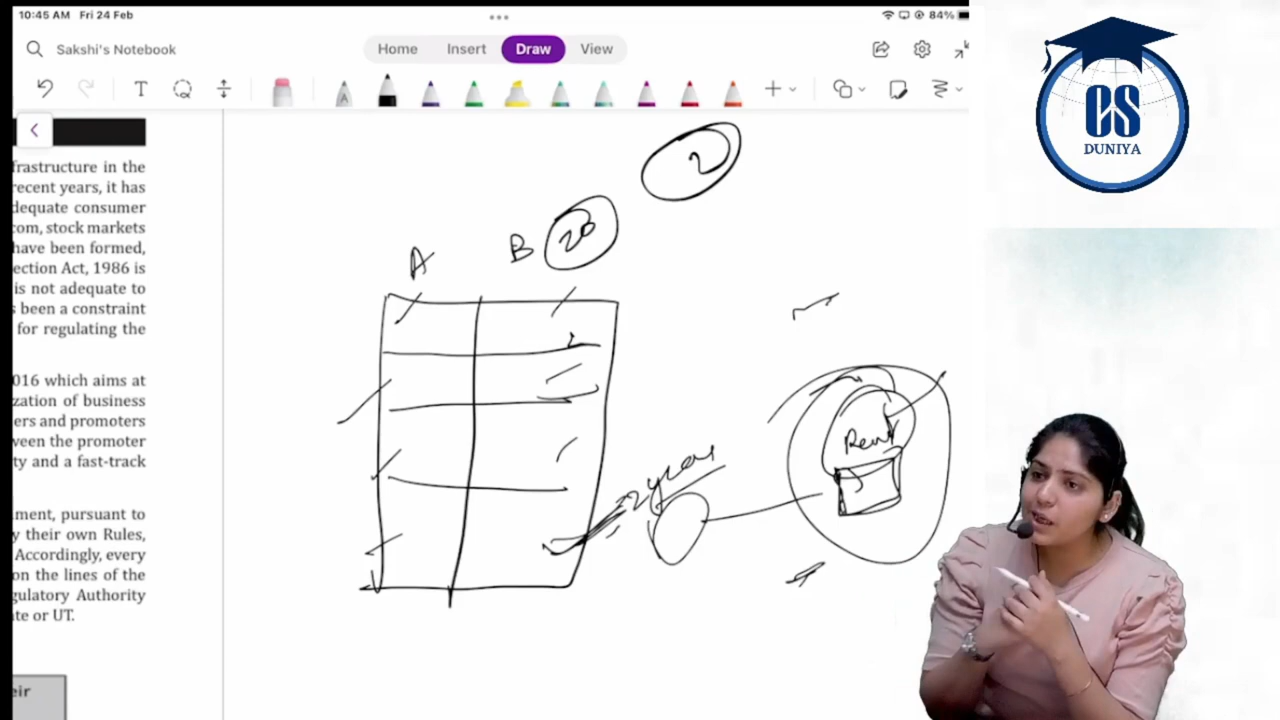 10:45 AM Fri 24 Feb
84%
Sakshi's Notebook
Home Insert Draw View
T
A
CS
DUNIYA
frastructure in the
recent years, it has
dequate consumer
com, stock markets
have been formed,
ection Act, 1986 is
is not adequate to
s been a constraint
for regulating the
016 which aims at
zation of business
ers and promoters
ween the promoter
ty and a fast-track
ment, pursuant to
y their own Rules,
Accordingly, every
on the lines of the
gulatory Authority
te or UT.
eir
2
A B 20
2 year